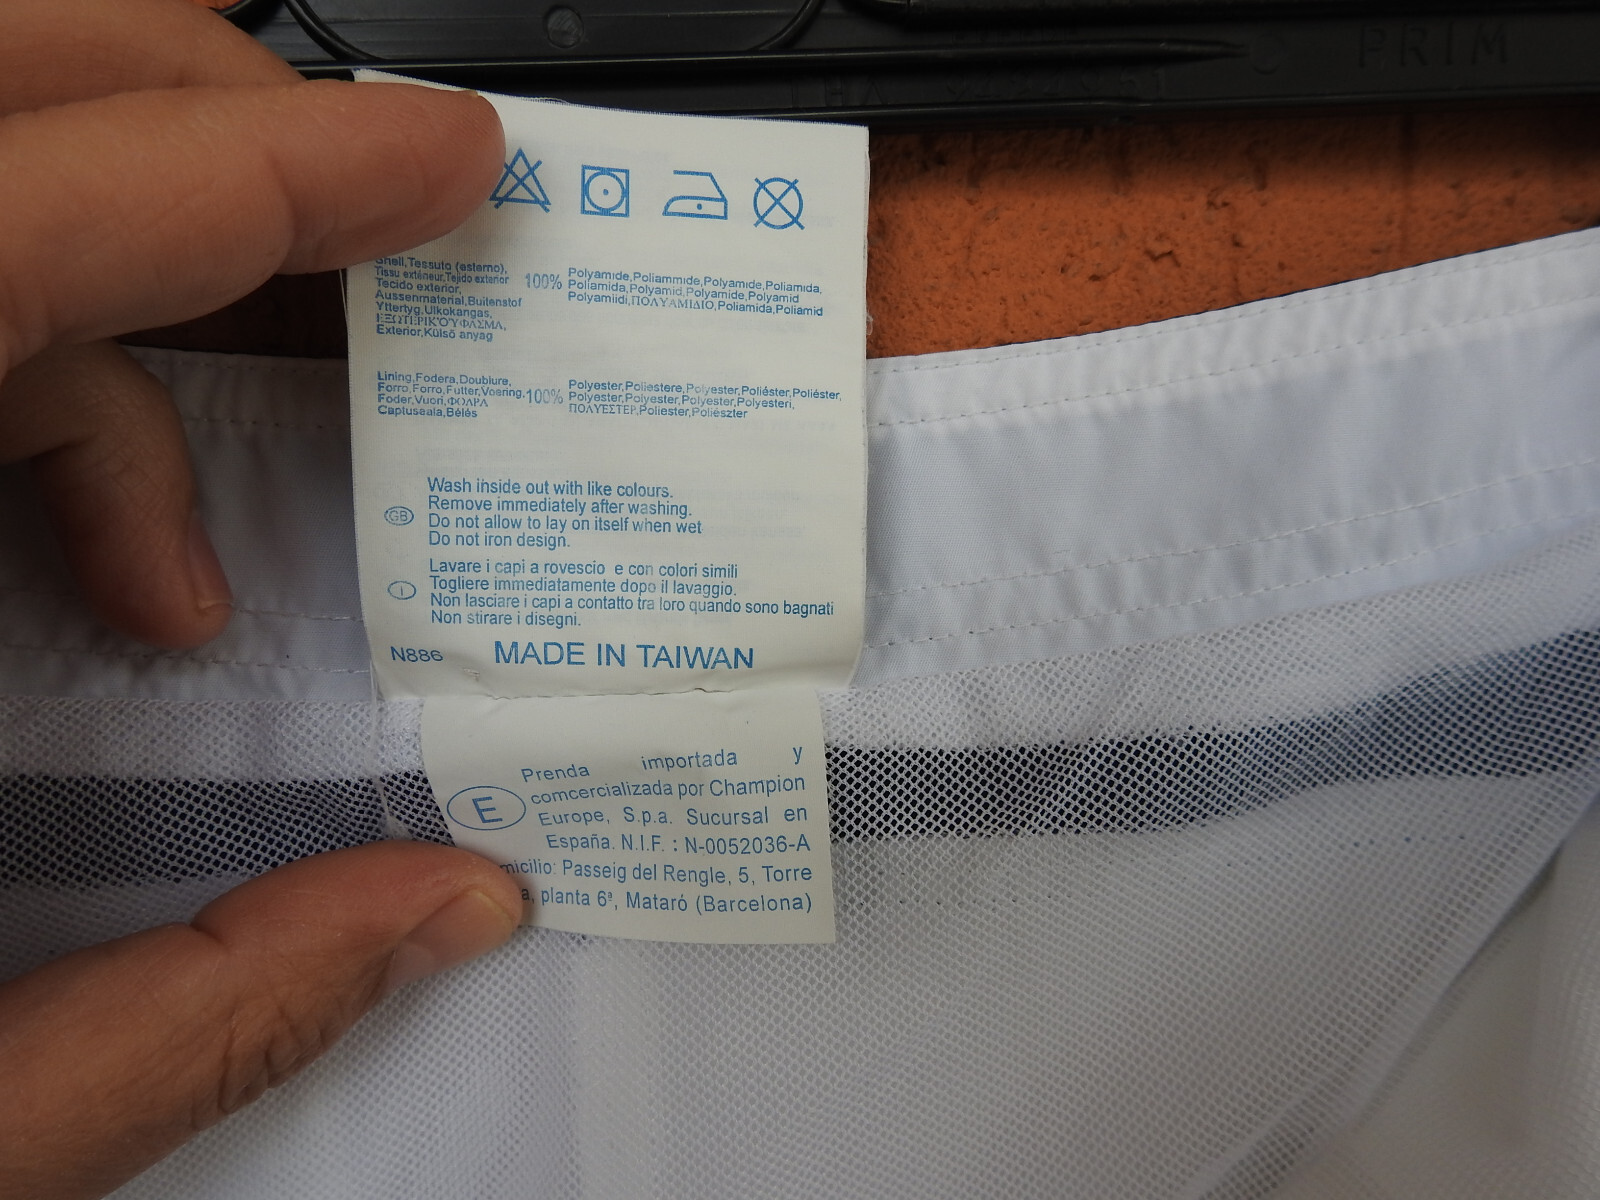 PRIM
Shell,Tessuto (esterno),
Tissu extérieur,Tejido exterior
Tecido exterior,
Aussenmaterial,Buitenstof
Yttertyg,Ulkokangas,
ΕΞΩΤΕΡΙΚΌ ΎΦΑΣΜΑ,
Exterior,Külső anyag
100%
Polyamide,Poliammide,Polyamide,Poliamida,
Poliamida,Polyamid,Polyamide,Polyamid
Polyamiidi,ΠΟΛΥΑΜΙΔΙΟ,Poliamida,Poliamid
Lining,Fodera,Doublure,
Forro,Forro,Futter,Voering,
Foder,Vuori,ΦΟΔΡΑ
Captuseala,Bélés
100%
Polyester,Poliestere,Polyester,Poliéster,Poliéster,
Polyester,Polyester,Polyester,Polyesteri,
ΠΟΛΥΕΣΤΕΡ,Poliester,Poliészter
GB
Wash inside out with like colours.
Remove immediately after washing.
Do not allow to lay on itself when wet
Do not iron design.
I
Lavare i capi a rovescio e con colori simili
Togliere immediatamente dopo il lavaggio.
Non lasciare i capi a contatto tra loro quando sono bagnati
Non stirare i disegni.
N886 MADE IN TAIWAN
E
Prenda importada y
comcercializada por Champion
Europe, S.p.a. Sucursal en
España. N.I.F. : N-0052036-A
micilio: Passeig del Rengle, 5, Torre
a, planta 6ª, Mataró (Barcelona)